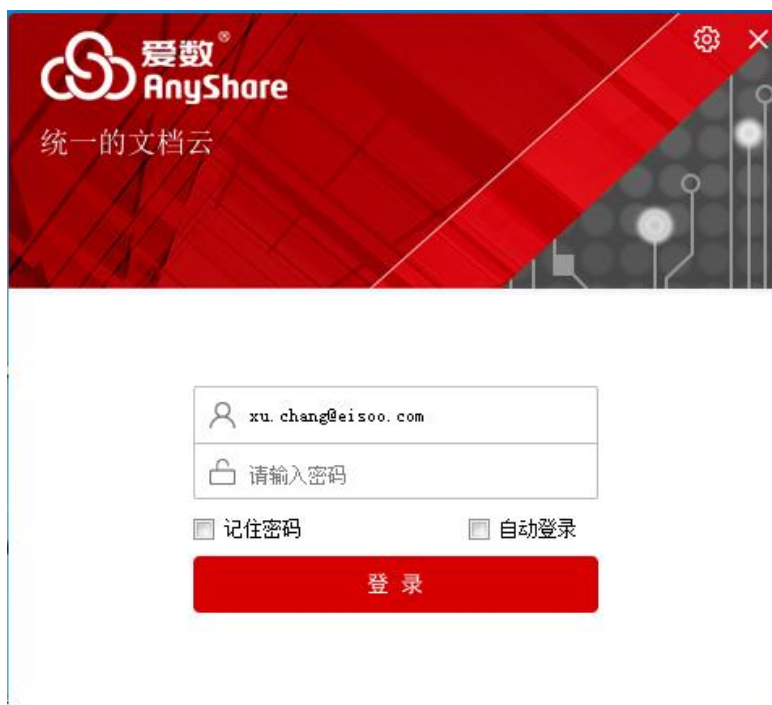 爱数®
AnyShare
统一的文档云
xu.chang@eisoo.com
请输入密码
记住密码 自动登录
登 录